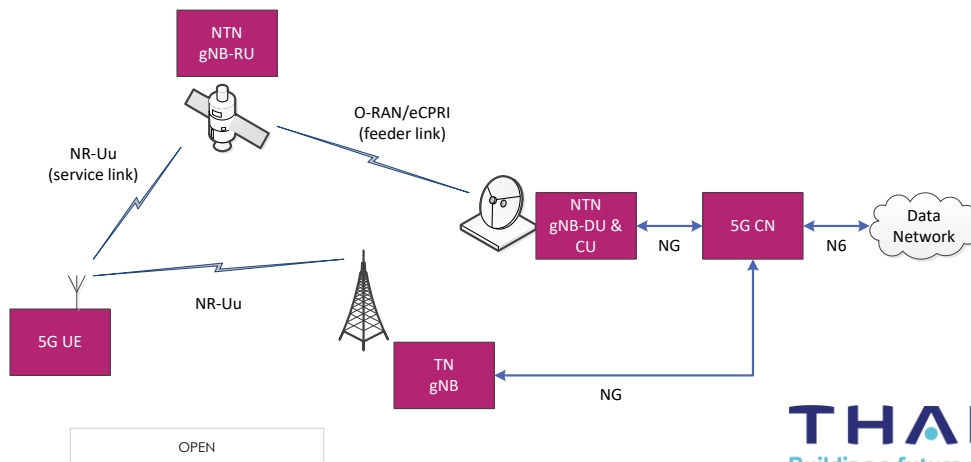 NTN
gNB-RU
O-RAN/eCPRI
(feeder link)
NR-Uu
(service link)
NTN
gNB-DU &
CU
NG
5G CN
N6
Data
Network
NR-Uu
5G UE
TN
gNB
NG
OPEN